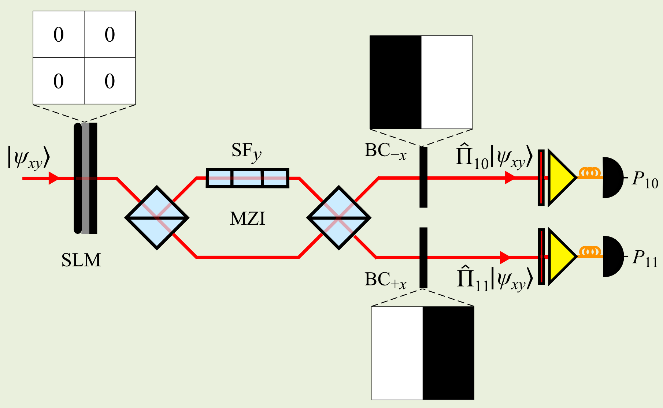 0 0
0 0
|ψxy⟩
SLM
SFy
MZI
BC−x
Π̂10|ψxy⟩
P10
BC+x
Π̂11|ψxy⟩
P11